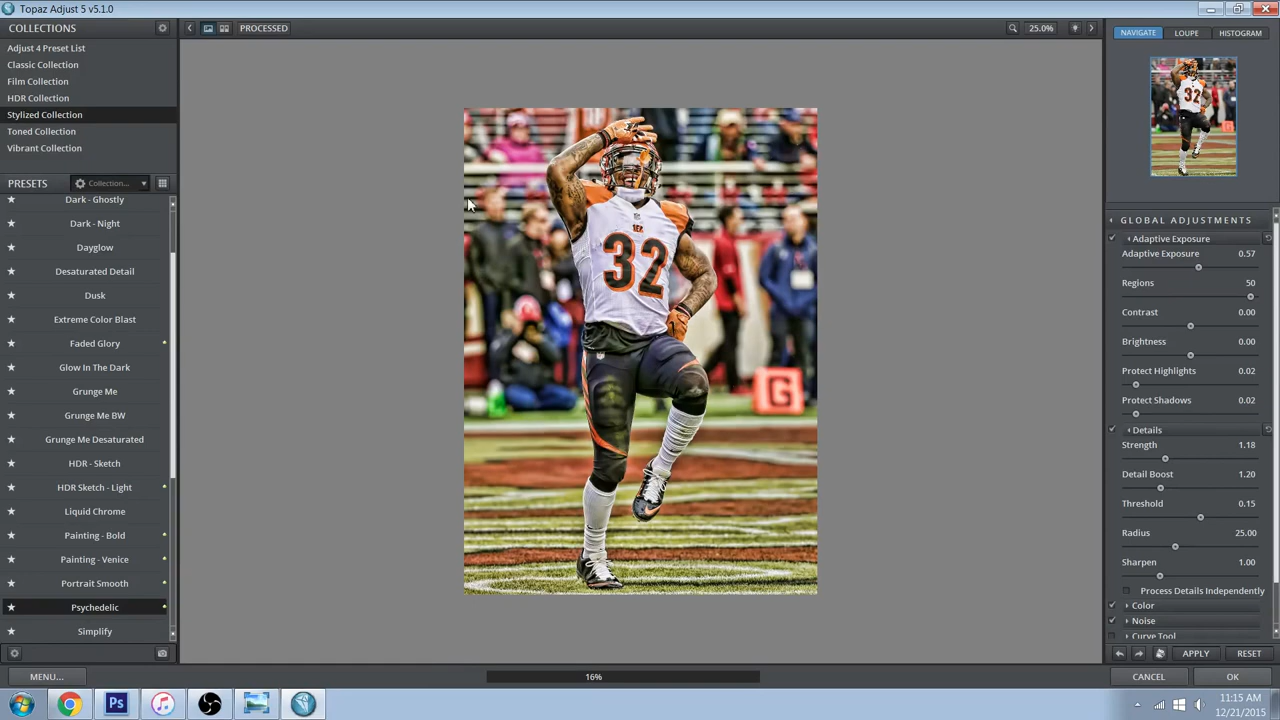 Topaz Adjust 5 v5.1.0
COLLECTIONS
Adjust 4 Preset List
Classic Collection
Film Collection
HDR Collection
Stylized Collection
Toned Collection
Vibrant Collection
PRESETS
Collection...
Dark - Ghostly
Dark - Night
Dayglow
Desaturated Detail
Dusk
Extreme Color Blast
Faded Glory
Glow In The Dark
Grunge Me
Grunge Me BW
Grunge Me Desaturated
HDR - Sketch
HDR Sketch - Light
Liquid Chrome
Painting - Bold
Painting - Venice
Portrait Smooth
Psychedelic
Simplify
MENU...
PROCESSED
25.0%
32
G
16%
NAVIGATE
LOUPE
HISTOGRAM
32
GLOBAL ADJUSTMENTS
Adaptive Exposure
Adaptive Exposure 0.57
Regions 50
Contrast 0.00
Brightness 0.00
Protect Highlights 0.02
Protect Shadows 0.02
Details
Strength 1.18
Detail Boost 1.20
Threshold 0.15
Radius 25.00
Sharpen 1.00
Process Details Independently
Color
Noise
Curve Tool
APPLY
RESET
CANCEL
OK
Ps
11:15 AM
12/21/2015